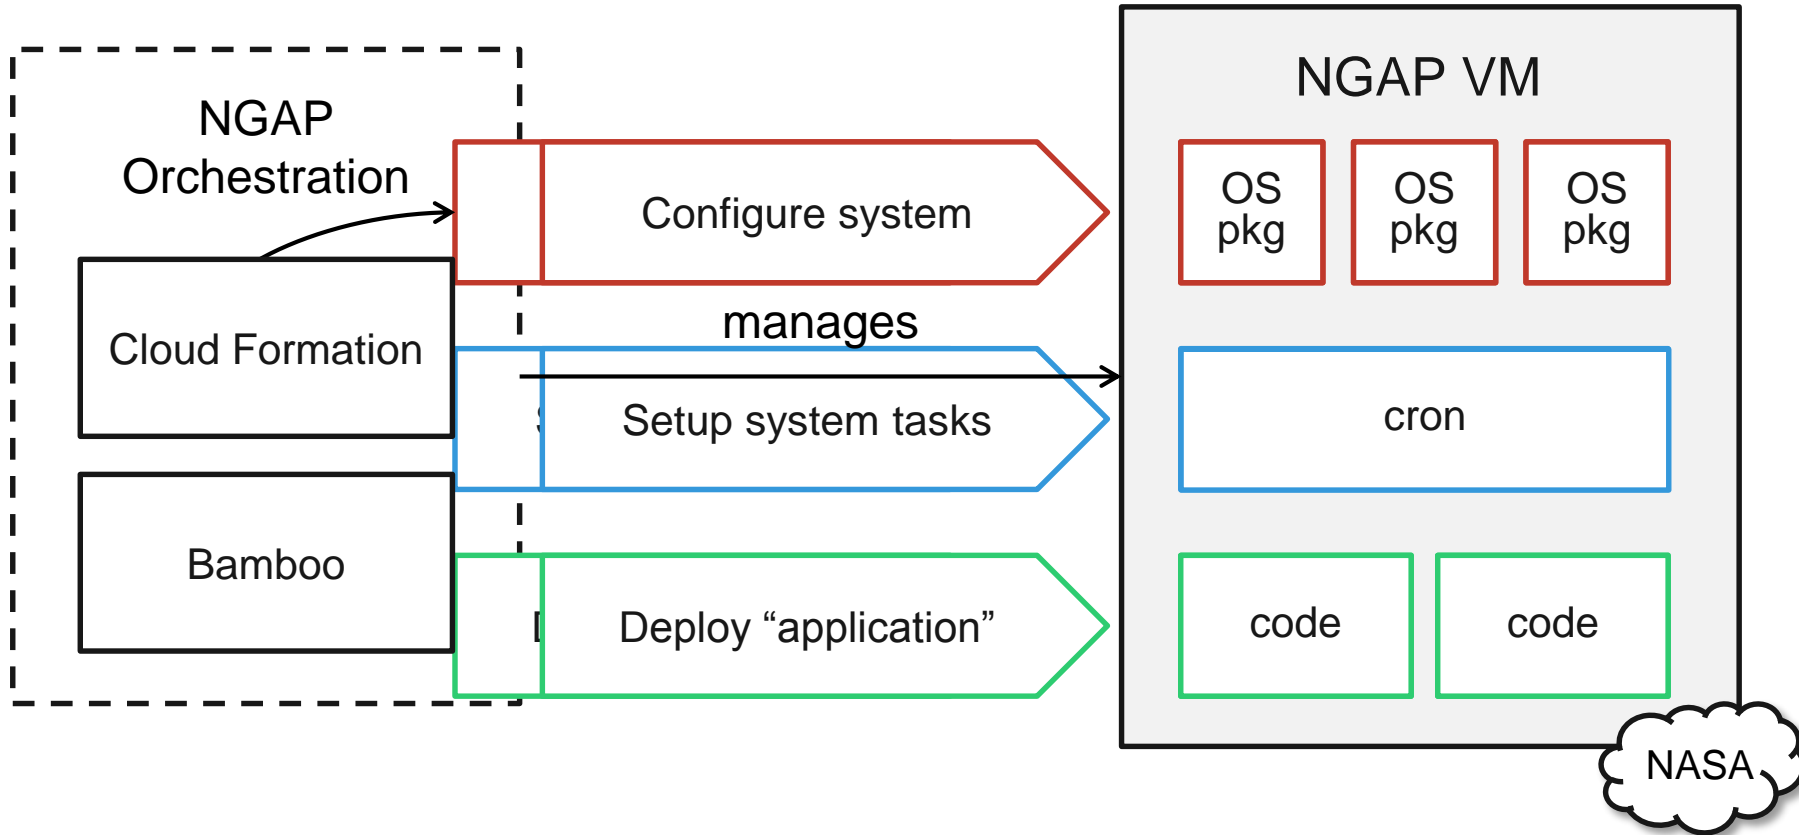 NGAP
Orchestration
Cloud Formation
Bamboo
Configure system
manages
Setup system tasks
Deploy “application”
NGAP VM
OS
pkg
OS
pkg
OS
pkg
cron
code
code
NASA